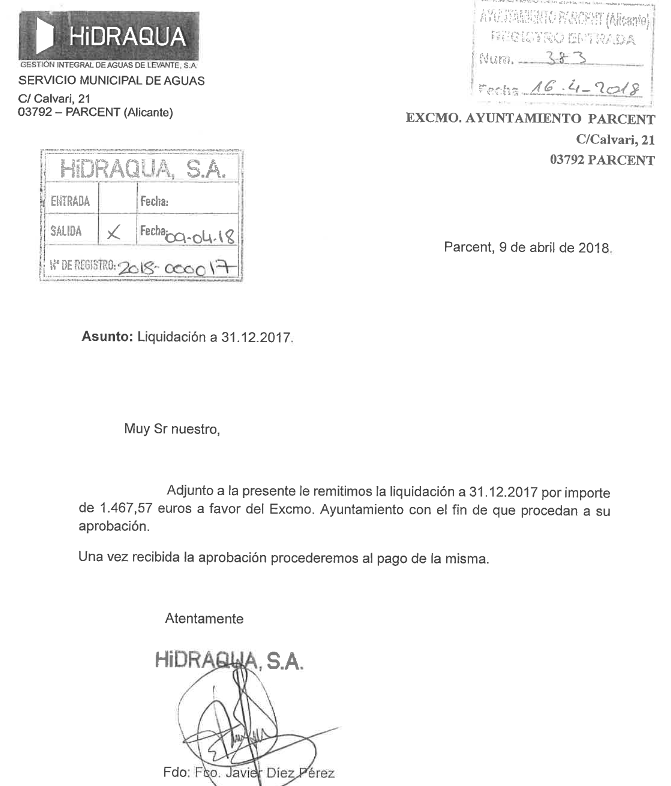 HiDRAQUA
GESTIÓN INTEGRAL DE AGUAS DE LEVANTE, S.A.
SERVICIO MUNICIPAL DE AGUAS
C/ Calvari, 21
03792 – PARCENT (Alicante)
AYUNTAMIENTO PARCENT (Alicante)
REGISTRO ENTRADA
Num. 383
Fecha 16-4-2018
EXCMO. AYUNTAMIENTO PARCENT
C/Calvari, 21
03792 PARCENT
HiDRAQUA, S.A.
ENTRADA Fecha:
SALIDA X Fecha: 09-04-18
Nº DE REGISTRO: 2018-000017
Parcent, 9 de abril de 2018.
Asunto: Liquidación a 31.12.2017.
Muy Sr nuestro,
Adjunto a la presente le remitimos la liquidación a 31.12.2017 por importe
de 1.467,57 euros a favor del Excmo. Ayuntamiento con el fin de que procedan a su
aprobación.
Una vez recibida la aprobación procederemos al pago de la misma.
Atentamente
HiDRAQUA, S.A.
Fdo: Fco. Javier Díez Pérez